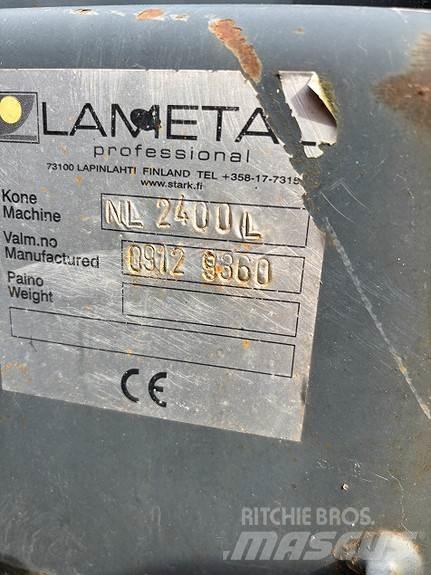 LAMETA
professional
73100 LAPINLAHTI FINLAND TEL +358-17-7315
www.stark.fi
Kone
Machine NL 2400 L
Valm.no
Manufactured 0912 9360
Paino
Weight
CE
RITCHIE BROS.
MASCUS